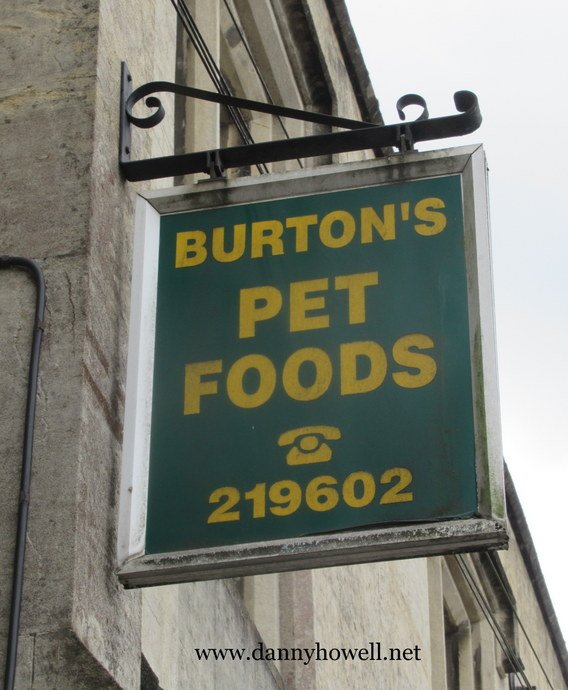 BURTON'S
PET
FOODS
219602
www.dannyhowell.net